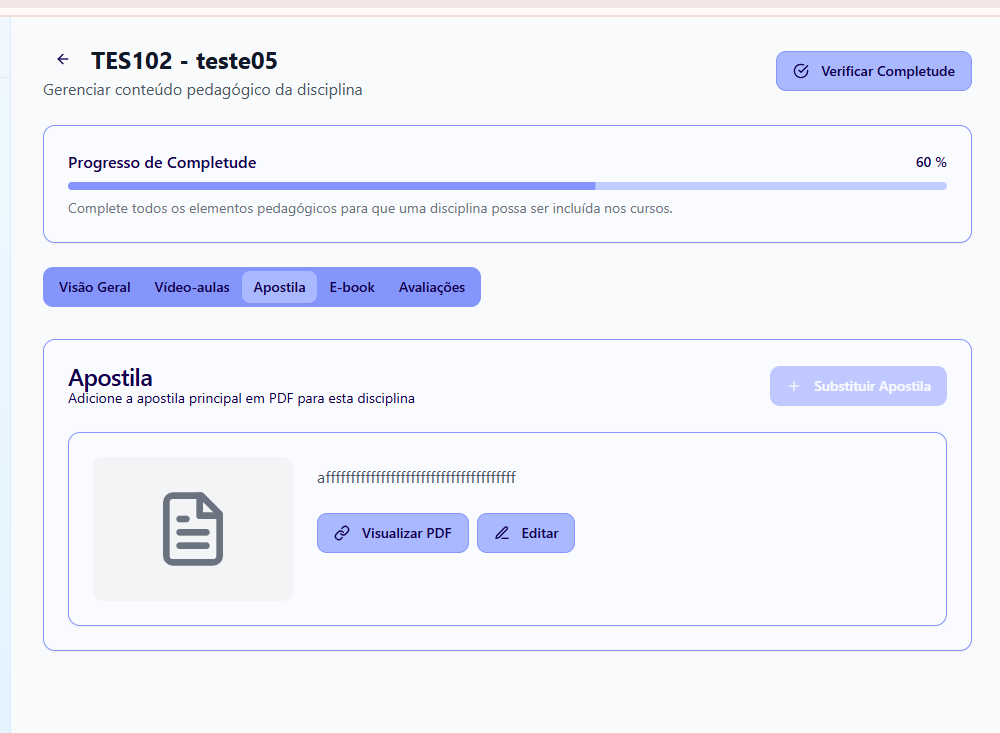 TES102 - teste05
Verificar Completude
Gerenciar conteúdo pedagógico da disciplina
Progresso de Completude
60 %
Complete todos os elementos pedagógicos para que uma disciplina possa ser incluída nos cursos.
Visão Geral
Vídeo-aulas
Apostila
E-book
Avaliações
Apostila
Adicione a apostila principal em PDF para esta disciplina
Substituir Apostila
Visualizar PDF
Editar